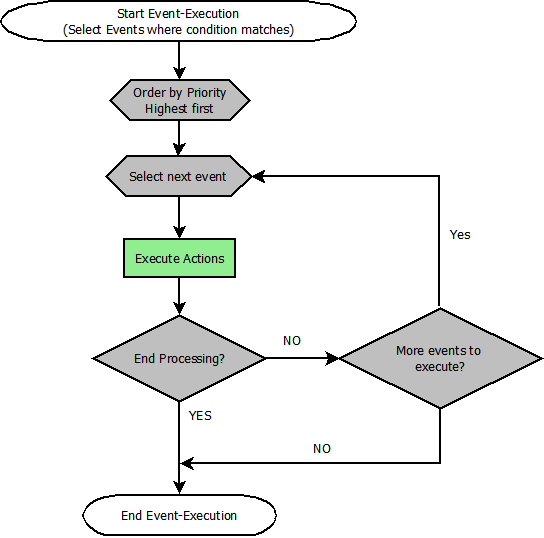 Start Event-Execution
(Select Events where condition matches)
Order by Priority
Highest first
Select next event
Yes
Execute Actions
NO
End Processing?
More events to
execute?
YES
NO
End Event-Execution